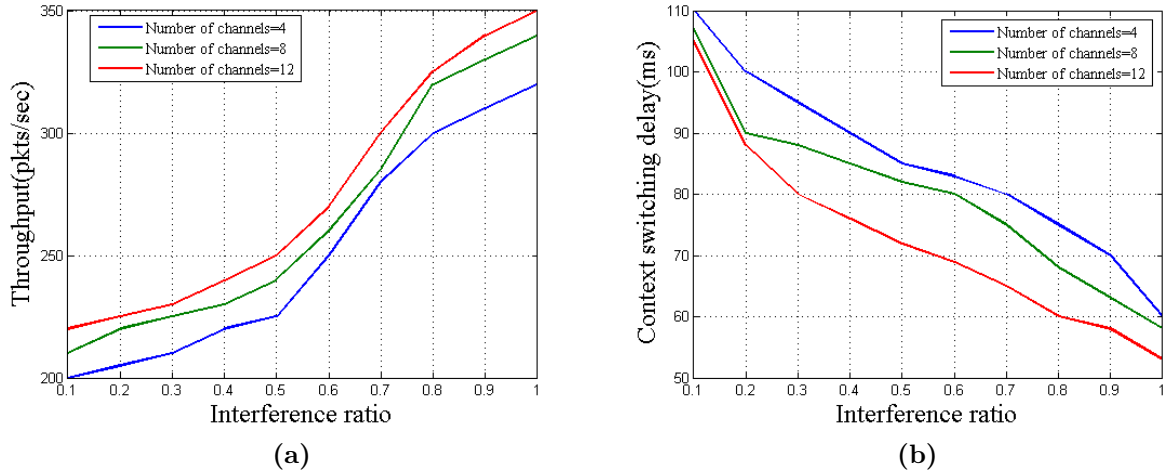 350
300
250
200
Throughput(pkts/sec)
Number of channels=4
Number of channels=8
Number of channels=12
0.1 0.2 0.3 0.4 0.5 0.6 0.7 0.8 0.9 1
Interference ratio
(a)
110
100
90
80
70
60
50
Context switching delay(ms)
Number of channels=4
Number of channels=8
Number of channels=12
0.1 0.2 0.3 0.4 0.5 0.6 0.7 0.8 0.9 1
Interference ratio
(b)